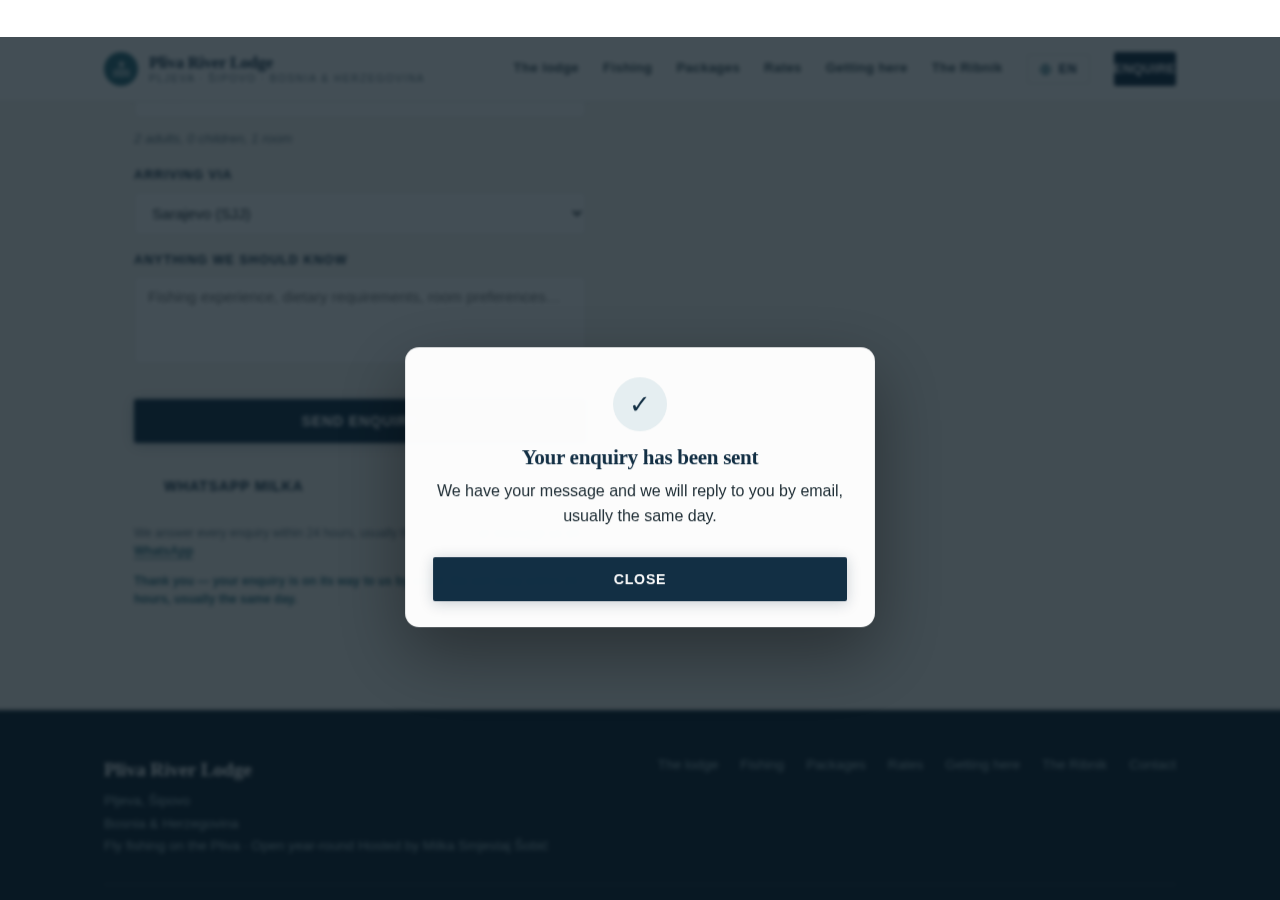 Pliva River Lodge
PLJEVA · ŠIPOVO · BOSNIA & HERZEGOVINA
The lodge
Fishing
Packages
Rates
Getting here
The Ribnik
EN
ENQUIRE
2 adults, 0 children, 1 room
ARRIVING VIA
Sarajevo (SJJ)
ANYTHING WE SHOULD KNOW
Fishing experience, dietary requirements, room preferences…
SEND ENQUIR
WHATSAPP MILKA
We answer every enquiry within 24 hours, usually
WhatsApp
Thank you — your enquiry is on its way to us
hours, usually the same day.
✓
Your enquiry has been sent
We have your message and we will reply to you by email,
usually the same day.
CLOSE
Pliva River Lodge
Pljeva, Šipovo
Bosnia & Herzegovina
Fly fishing on the Pliva · Open year-round Hosted by Milka
The lodge
Fishing
Packages
Rates
Getting here
The Ribnik
Contact